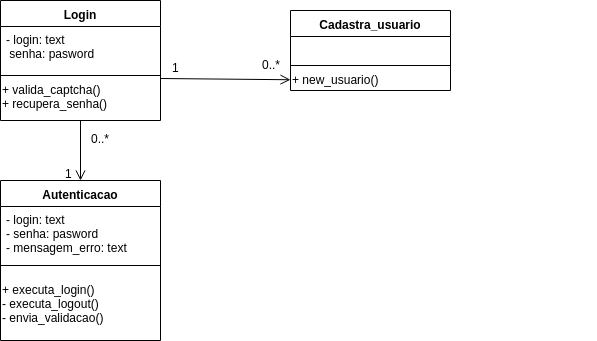 Login
- login: text
senha: pasword
+ valida_captcha()
+ recupera_senha()
1
0..*
Cadastra_usuario
+ new_usuario()
0..*
1
Autenticacao
- login: text
- senha: pasword
- mensagem_erro: text
+ executa_login()
- executa_logout()
- envia_validacao()